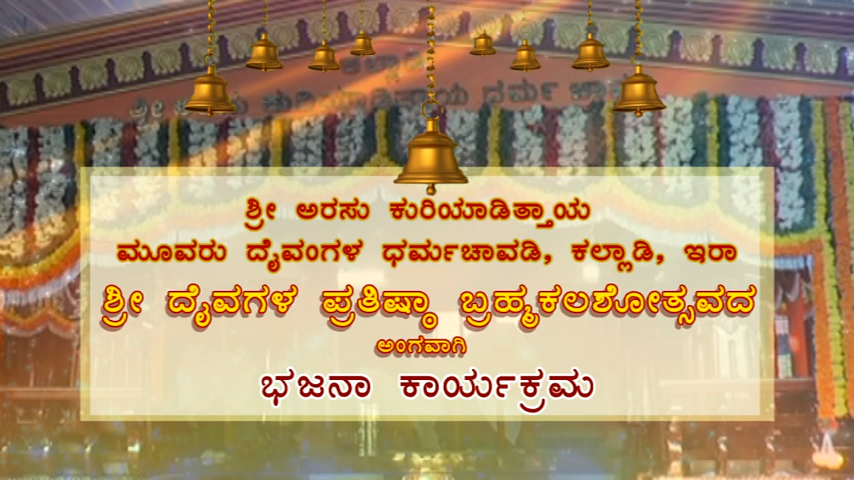 ಶ್ರೀ ಅರಸು ಕುರಿಯಾಡಿತ್ತಾಯ
ಮೂವರು ದೈವಂಗಳ ಧರ್ಮಚಾವಡಿ, ಕಲ್ಲಾಡಿ, ಇರಾ
ಶ್ರೀ ದೈವಗಳ ಪ್ರತಿಷ್ಠಾ ಬ್ರಹ್ಮಕಲಶೋತ್ಸವದ
ಅಂಗವಾಗಿ
ಭಜನಾ ಕಾರ್ಯಕ್ರಮ